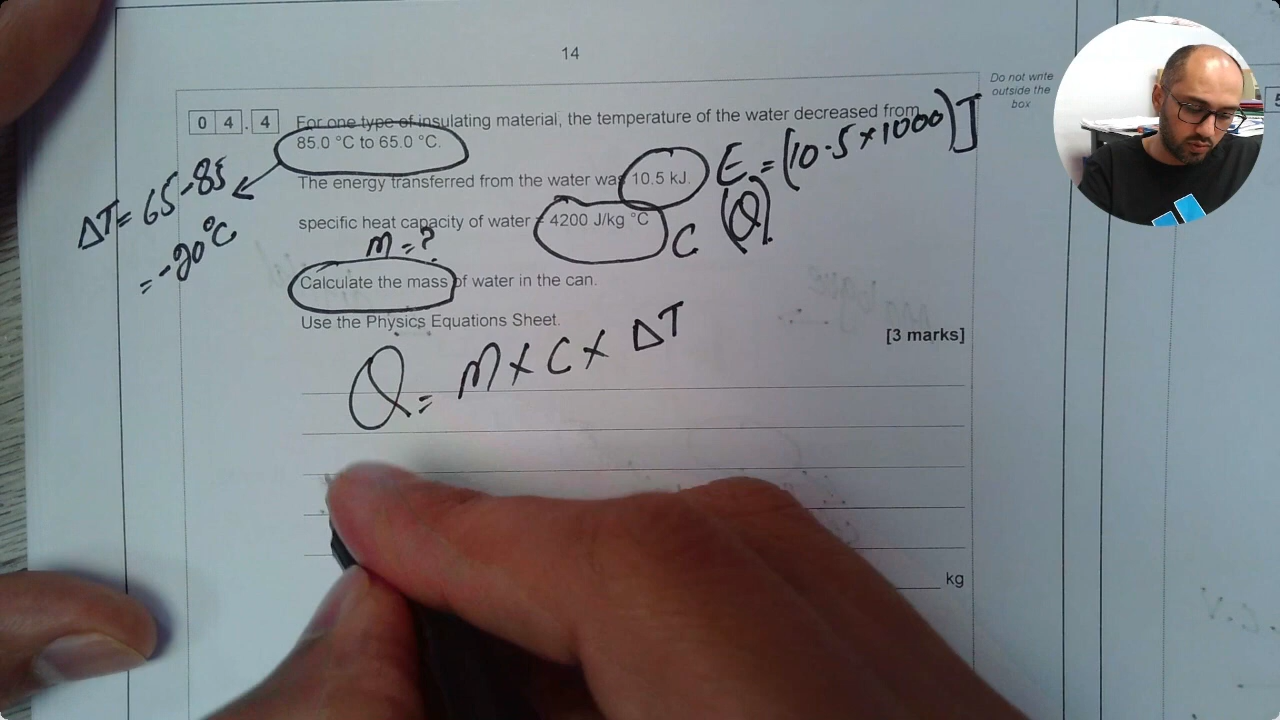 14
Do not write
outside the
box
0 4 . 4 For one type of insulating material, the temperature of the water decreased from
85.0 °C to 65.0 °C.
The energy transferred from the water was 10.5 kJ.
E = (10.5 × 1000) J
(Q)
ΔT = 65 - 85
= -20°C
specific heat capacity of water = 4200 J/kg °C
C
m = ?
Calculate the mass of water in the can.
Use the Physics Equations Sheet.
[3 marks]
Q = m × C × ΔT
kg